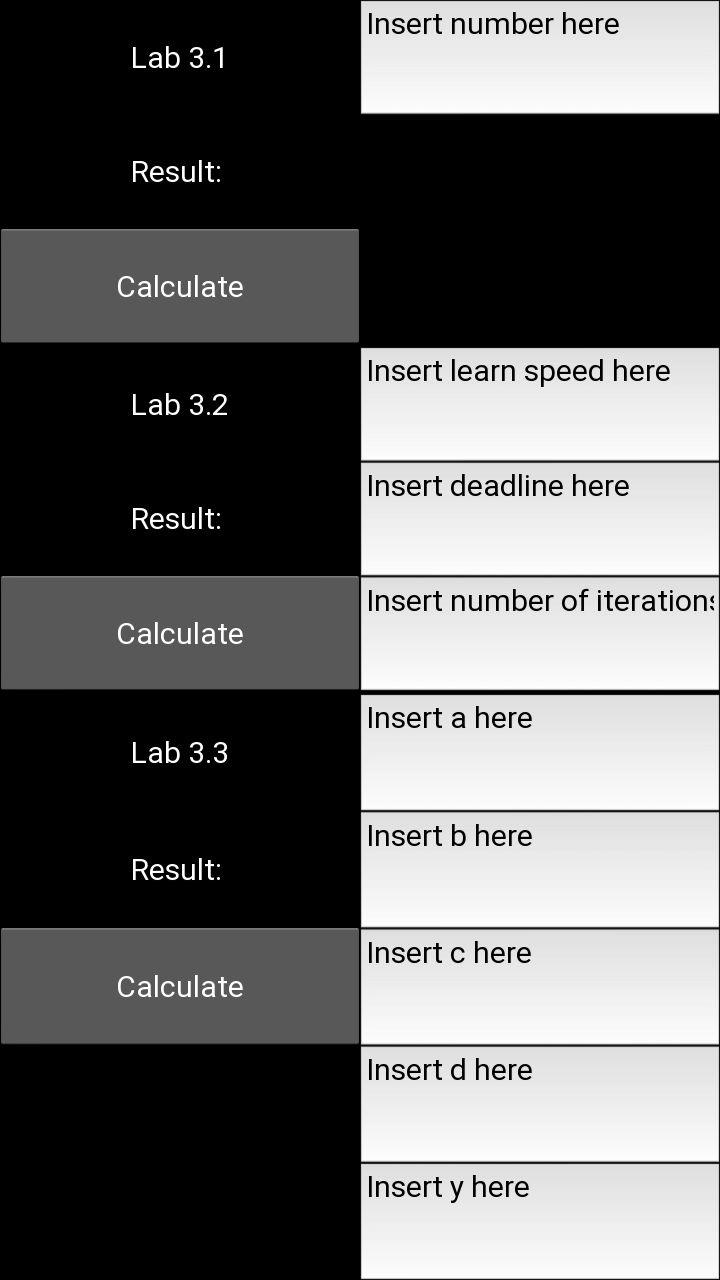 Lab 3.1
Insert number here
Result:
Calculate
Lab 3.2
Insert learn speed here
Result:
Insert deadline here
Calculate
Insert number of iterations
Lab 3.3
Insert a here
Result:
Insert b here
Calculate
Insert c here
Insert d here
Insert y here